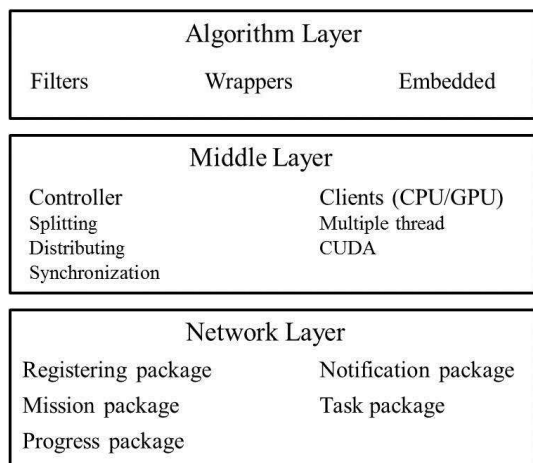 Algorithm Layer
Filters Wrappers Embedded
Middle Layer
Controller Clients (CPU/GPU)
Splitting Multiple thread
Distributing CUDA
Synchronization
Network Layer
Registering package Notification package
Mission package Task package
Progress package